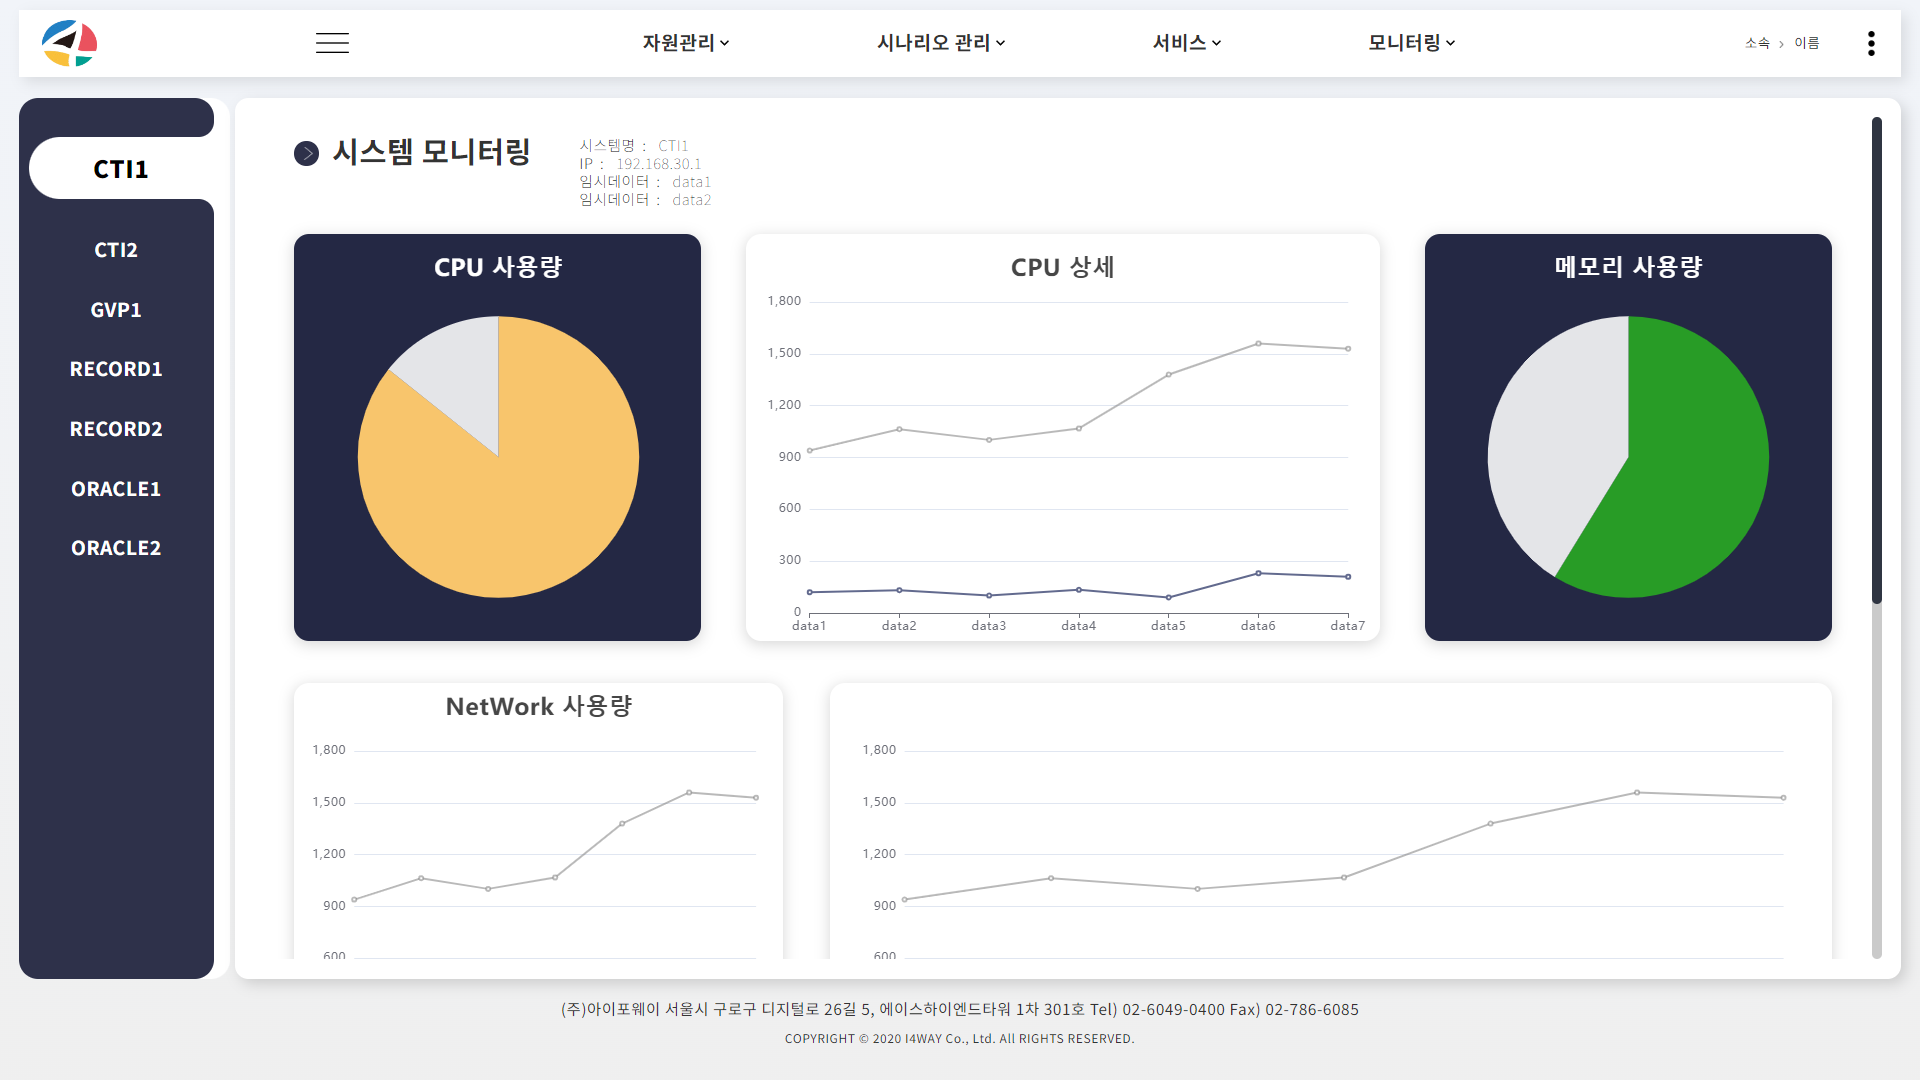 자원관리
시나리오 관리
서비스
모니터링
소속 > 이름
CTI1
CTI2
GVP1
RECORD1
RECORD2
ORACLE1
ORACLE2
시스템 모니터링
시스템명 : CTI1
IP : 192.168.30.1
임시데이터 : data1
임시데이터 : data2
CPU 사용량
CPU 상세
1,800
1,500
1,200
900
600
300
0
data1 data2 data3 data4 data5 data6 data7
메모리 사용량
NetWork 사용량
1,800
1,500
1,200
900
600
1,800
1,500
1,200
900
600
(주)아이포웨이 서울시 구로구 디지털로 26길 5, 에이스하이엔드타워 1차 301호 Tel) 02-6049-0400 Fax) 02-786-6085
COPYRIGHT © 2020 I4WAY Co., Ltd. All RIGHTS RESERVED.